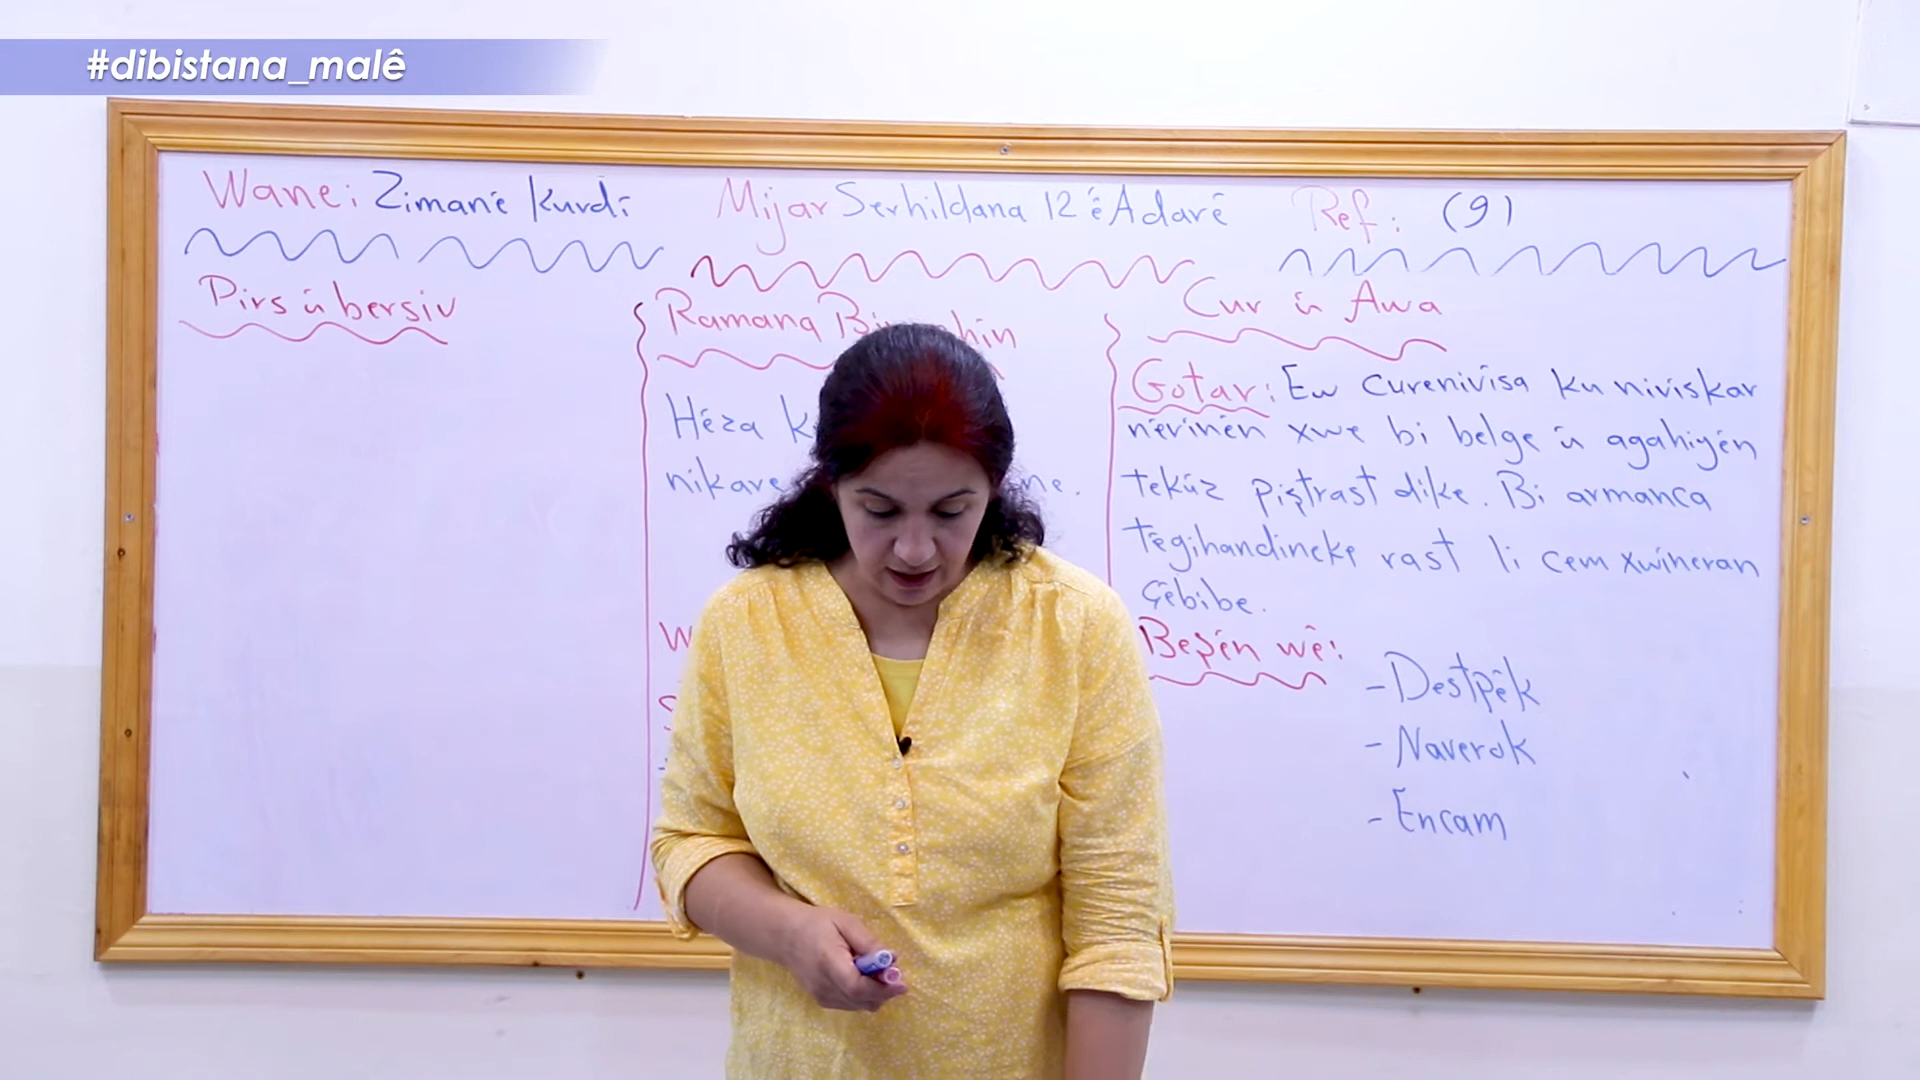 #dibistana_malê
Wane: Zimanê Kurdî
Mijar Serhildana 12'ê Adarê
Ref: (9)
Pirs û bersiv
Ramana
Hêza
nikare
Cur û Awa
Gotar: Ew curenivîsa ku nivîskar
nêrînên xwe bi belge û agahiyên
tekûz piştrast dike. Bi armanca
têgihandineke rast li cem xwîneran
çêbibe.
Beşên wê:
- Destpêk
- Naverok
- Encam